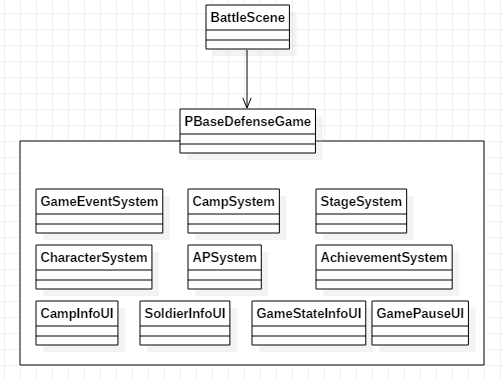 BattleScene
PBaseDefenseGame
GameEventSystem
CampSystem
StageSystem
CharacterSystem
APSystem
AchievementSystem
CampInfoUI
SoldierInfoUI
GameStateInfoUI
GamePauseUI